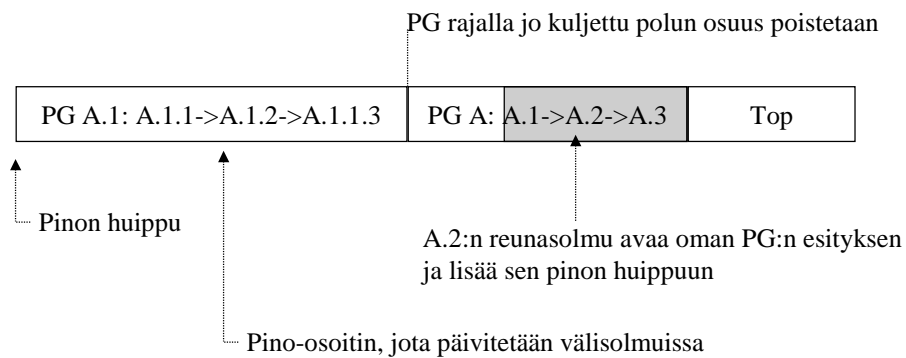 PG rajalla jo kuljettu polun osuus poistetaan
PG A.1: A.1.1->A.1.2->A.1.1.3
PG A: A.1->A.2->A.3
Top
Pinon huippu
A.2:n reunasolmu avaa oman PG:n esityksen
ja lisää sen pinon huippuun
Pino-osoitin, jota päivitetään välisolmuissa